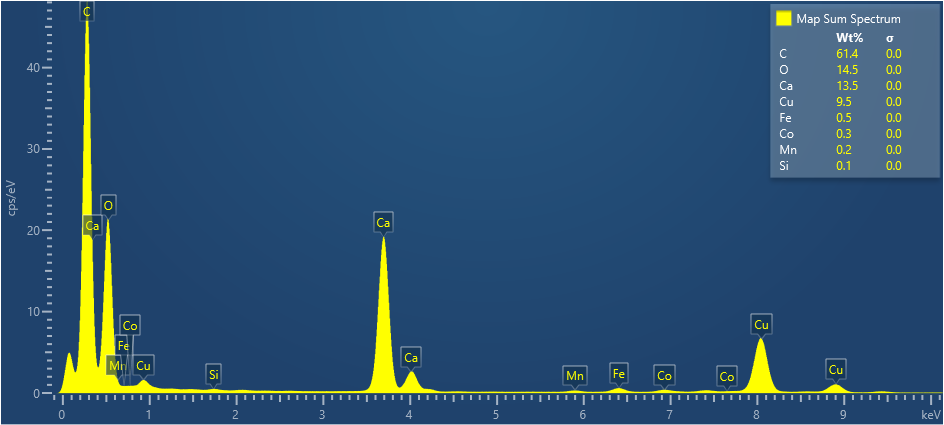 Map Sum Spectrum
Wt% σ
C 61.4 0.0
O 14.5 0.0
Ca 13.5 0.0
Cu 9.5 0.0
Fe 0.5 0.0
Co 0.3 0.0
Mn 0.2 0.0
Si 0.1 0.0
C
40
30
cps/eV
O
Ca
20
Ca
10
Co
Cu
Fe
Ca
Mn
Cu
Si
Mn
Fe
Co
Co
Cu
0
0 1 2 3 4 5 6 7 8 9 keV